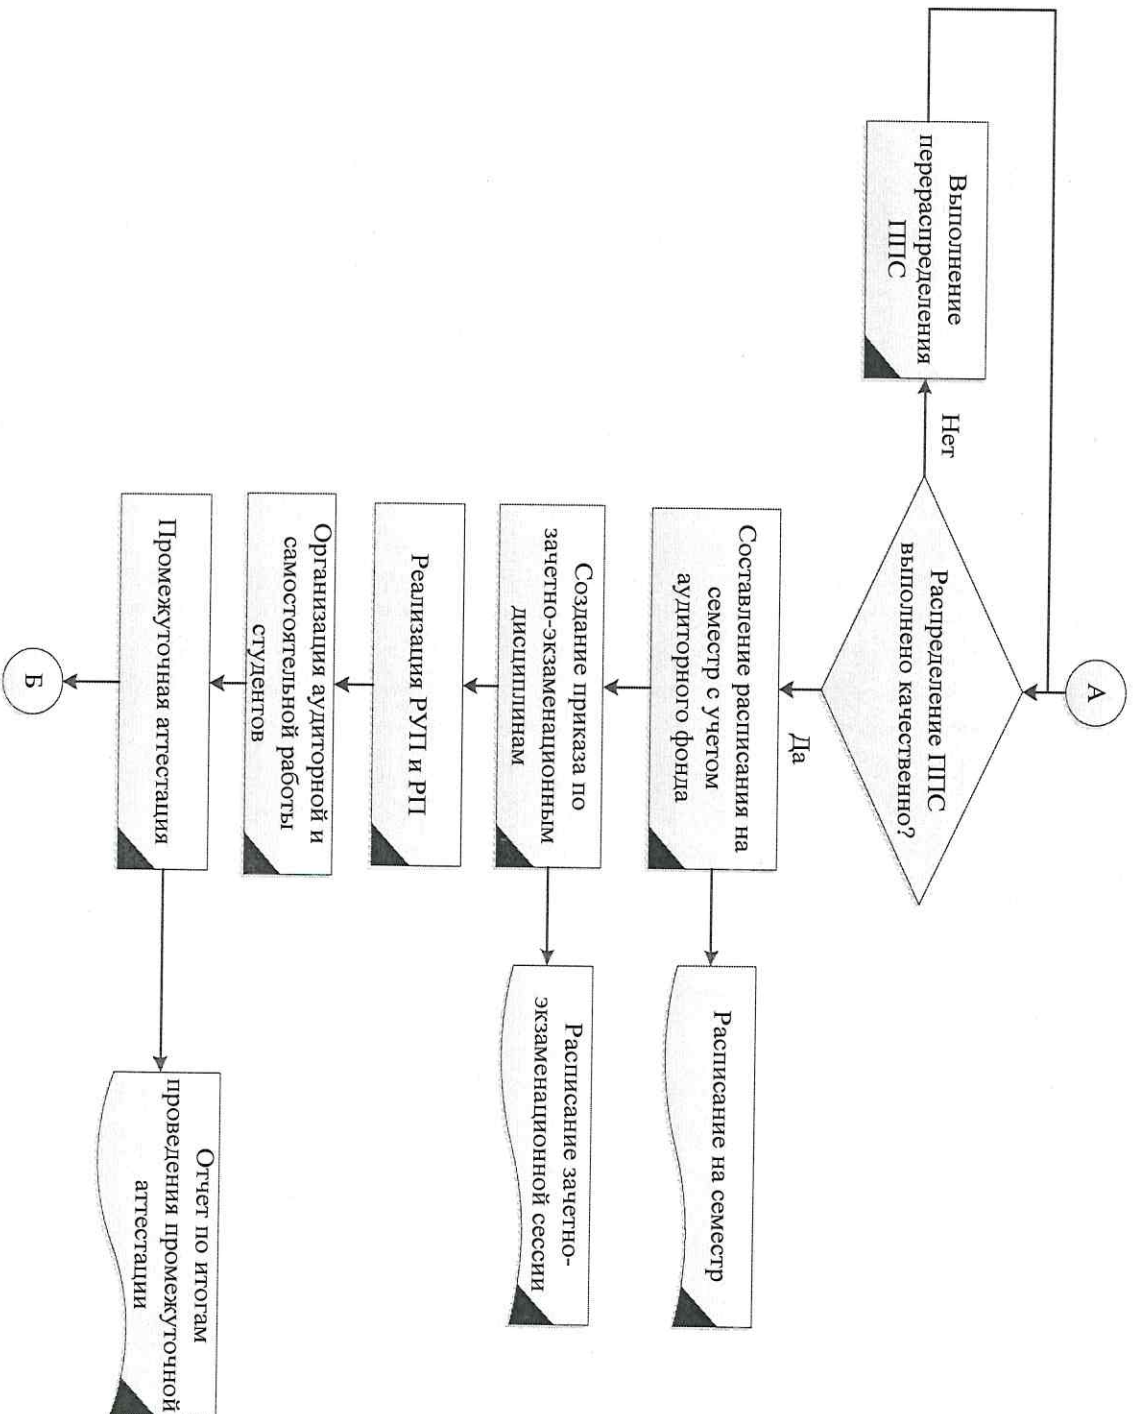 А
Распределение ППС
выполнено качественно?
Нет
Выполнение
перераспределения
ППС
Да
Составление расписания на
семестр с учетом
аудиторного фонда
Расписание на семестр
Создание приказа по
зачетно-экзаменационным
дисциплинам
Расписание зачетно-
экзаменационной сессии
Реализация РУП и РП
Организация аудиторной и
самостоятельной работы
студентов
Промежуточная аттестация
Отчет по итогам
проведения промежуточной
аттестации
Б